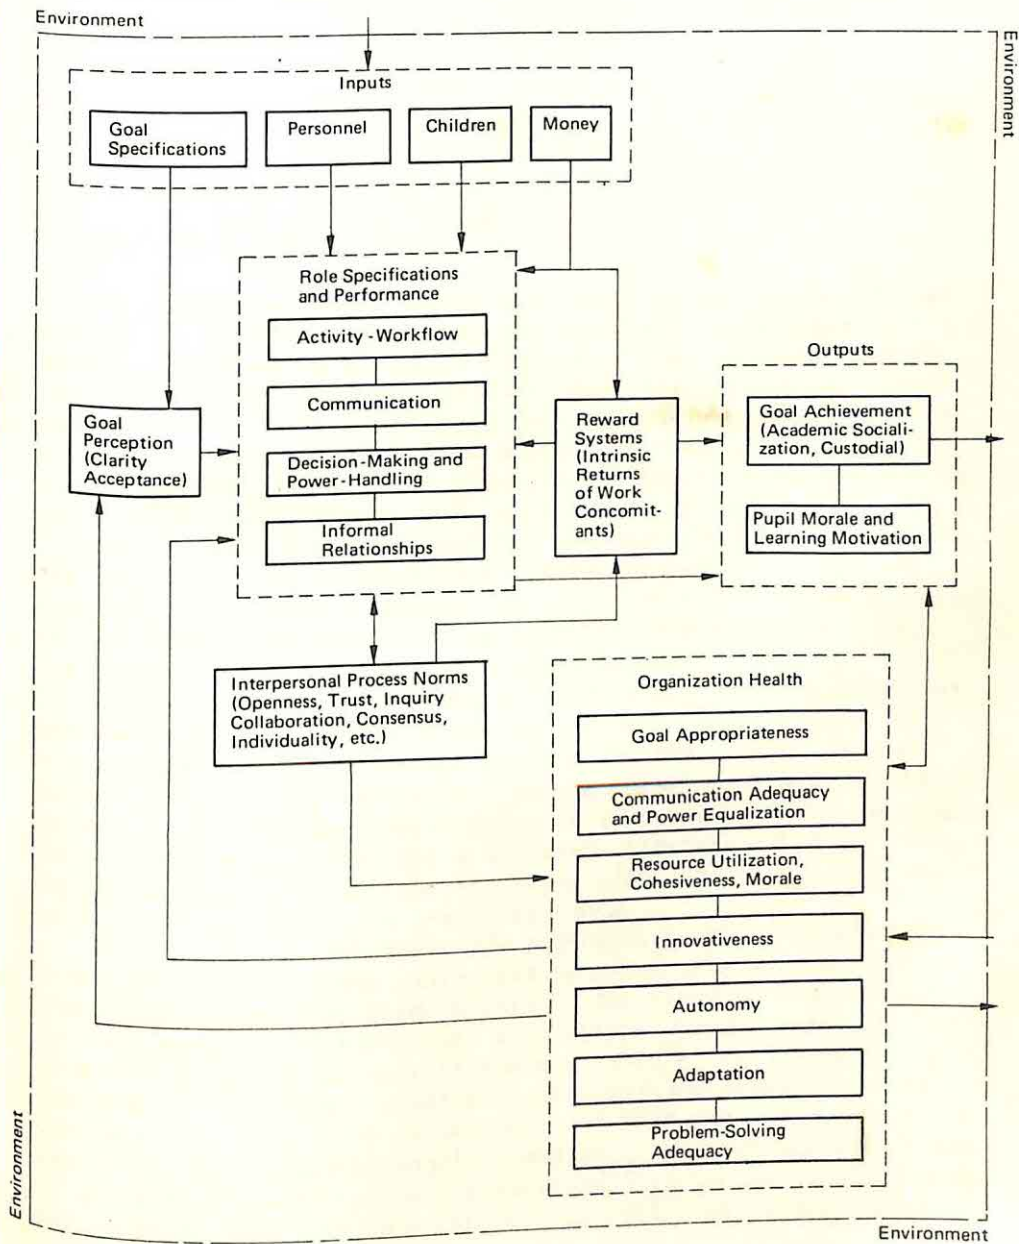 Environment
Environment
Inputs
Goal
Specifications
Personnel
Children
Money
Role Specifications
and Performance
Activity - Workflow
Communication
Decision-Making and
Power-Handling
Informal
Relationships
Goal
Perception
(Clarity
Acceptance)
Reward
Systems
(Intrinsic
Returns
of Work
Concomit-
ants)
Outputs
Goal Achievement
(Academic Sociali-
zation, Custodial)
Pupil Morale and
Learning Motivation
Interpersonal Process Norms
(Openness, Trust, Inquiry
Collaboration, Consensus,
Individuality, etc.)
Organization Health
Goal Appropriateness
Communication Adequacy
and Power Equalization
Resource Utilization,
Cohesiveness, Morale
Innovativeness
Autonomy
Adaptation
Problem-Solving
Adequacy
Environment
Environment